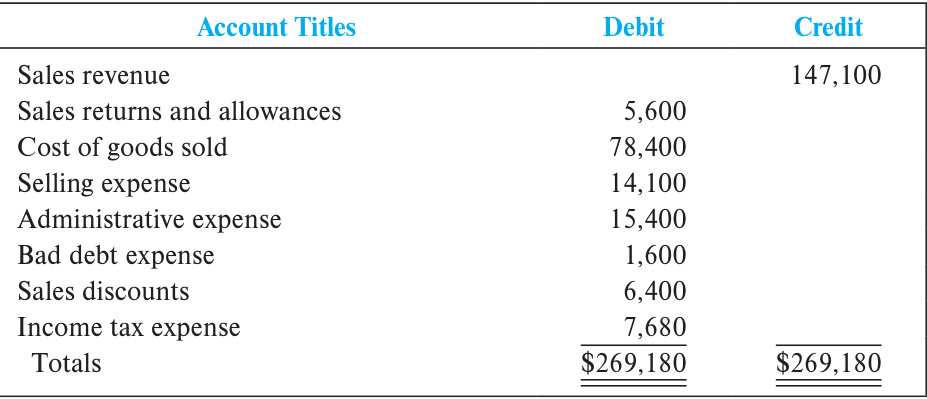 Account Titles Debit Credit
Sales revenue 147,100
Sales returns and allowances 5,600
Cost of goods sold 78,400
Selling expense 14,100
Administrative expense 15,400
Bad debt expense 1,600
Sales discounts 6,400
Income tax expense 7,680
Totals $269,180 $269,180